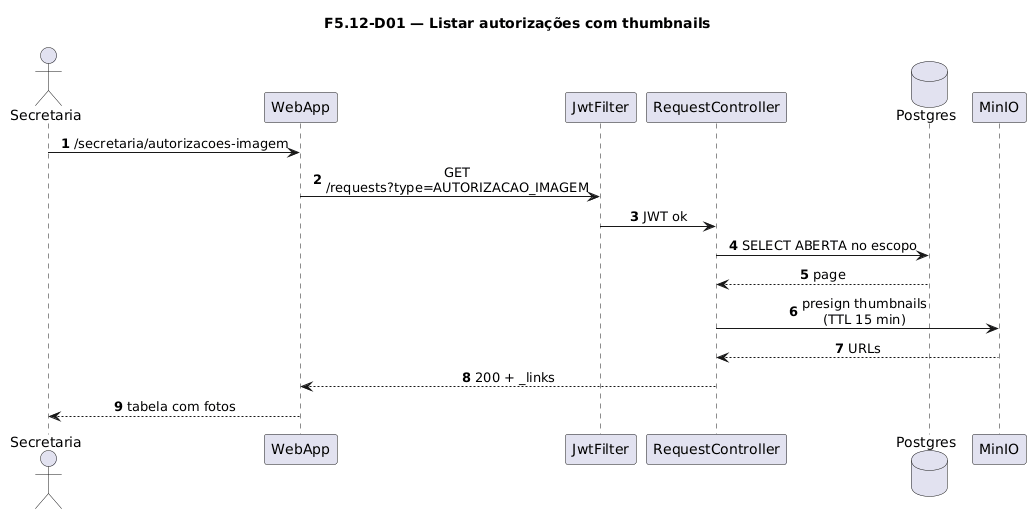 F5.12-D01 — Listar autorizações com thumbnails
Secretaria
WebApp
JwtFilter
RequestController
Postgres
MinIO
1 /secretaria/autorizacoes-imagem
2 GET
/requests?type=AUTORIZACAO_IMAGEM
3 JWT ok
4 SELECT ABERTA no escopo
5 page
6 presign thumbnails
(TTL 15 min)
7 URLs
8 200 + _links
9 tabela com fotos
Secretaria
WebApp
JwtFilter
RequestController
Postgres
MinIO